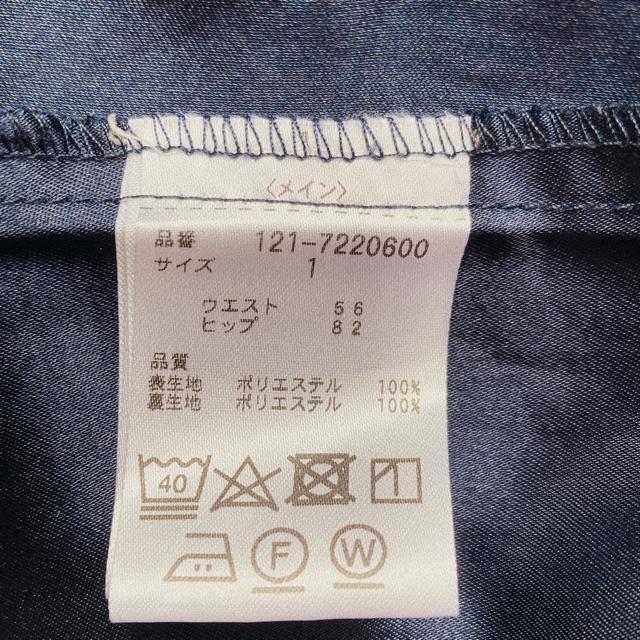 〈メイン〉
品番 121-7220600
サイズ 1
ウエスト 56
ヒップ 82
品質
表生地 ポリエステル 100%
裏生地 ポリエステル 100%
40
F W